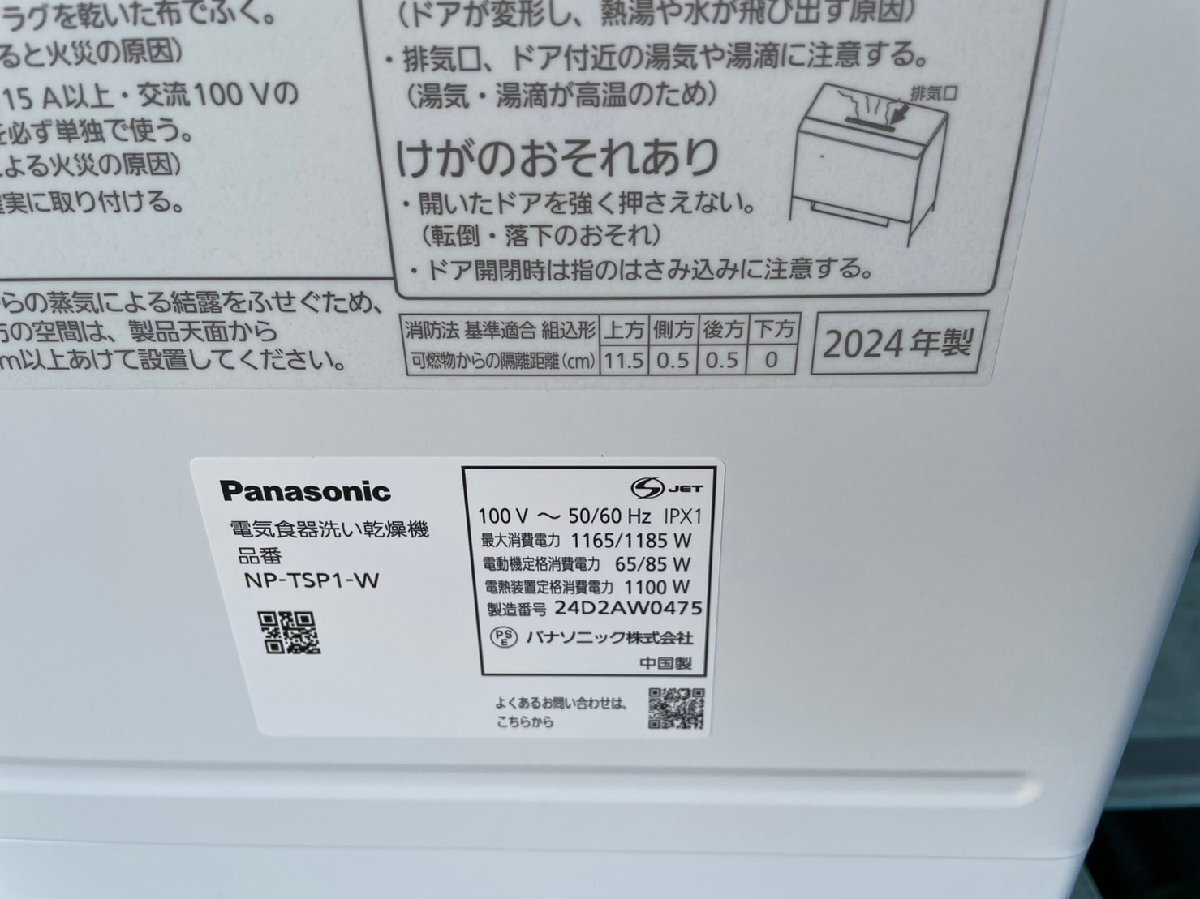 ラグを乾いた布でふく。
ると火災の原因)
15 A以上・交流100 Vの
を必ず単独で使う。
よる火災の原因)
実に取り付ける。
(ドアが変形し、熱湯や水が飛び出す原因)
・排気口、ドア付近の湯気や湯滴に注意する。
(湯気・湯滴が高温のため)
排気口
けがのおそれあり
・開いたドアを強く押さえない。
(転倒・落下のおそれ)
・ドア開閉時は指のはさみ込みに注意する。
らの蒸気による結露をふせぐため、
の空間は、製品天面から
m以上あけて設置してください。
消防法 基準適合 組込形 上方 側方 後方 下方
可燃物からの隔離距離(cm) 11.5 0.5 0.5 0
2024年製
Panasonic
電気食器洗い乾燥機
品番
NP-TSP1-W
S JET
100 V ～ 50/60 Hz IPX1
最大消費電力 1165/1185 W
電動機定格消費電力 65/85 W
電熱装置定格消費電力 1100 W
製造番号 24D2AW0475
PSE パナソニック株式会社
中国製
よくあるお問い合わせは、
こちらから